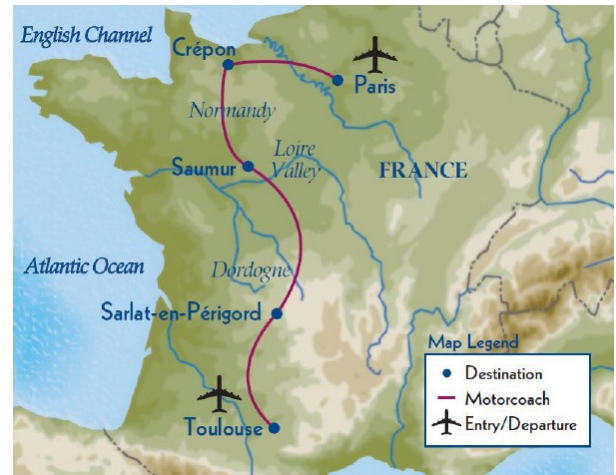 English Channel
Crépon
Paris
Normandy
Loire
Valley
Saumur
FRANCE
Atlantic Ocean
Dordogne
Sarlat-en-Périgord
Toulouse
Map Legend
Destination
Motorcoach
Entry/Departure